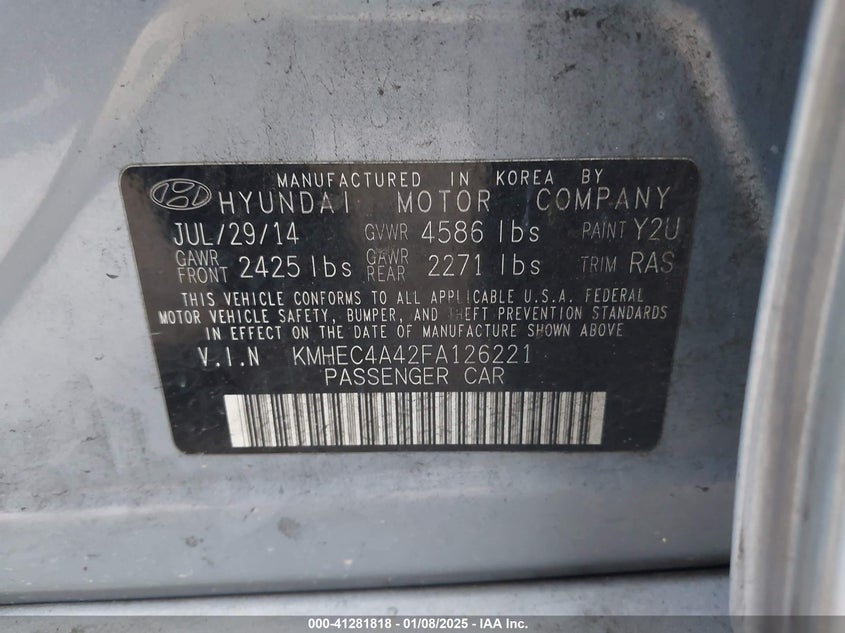 MANUFACTURED IN KOREA BY
HYUNDAI MOTOR COMPANY
JUL/29/14 GVWR 4586 lbs PAINT Y2U
GAWR FRONT 2425 lbs GAWR REAR 2271 lbs TRIM RAS
THIS VEHICLE CONFORMS TO ALL APPLICABLE U.S.A. FEDERAL
MOTOR VEHICLE SAFETY, BUMPER, AND THEFT PREVENTION STANDARDS
IN EFFECT ON THE DATE OF MANUFACTURE SHOWN ABOVE
V.I.N KMHEC4A42FA126221
PASSENGER CAR
000-41281818 - 01/08/2025 - IAA Inc.